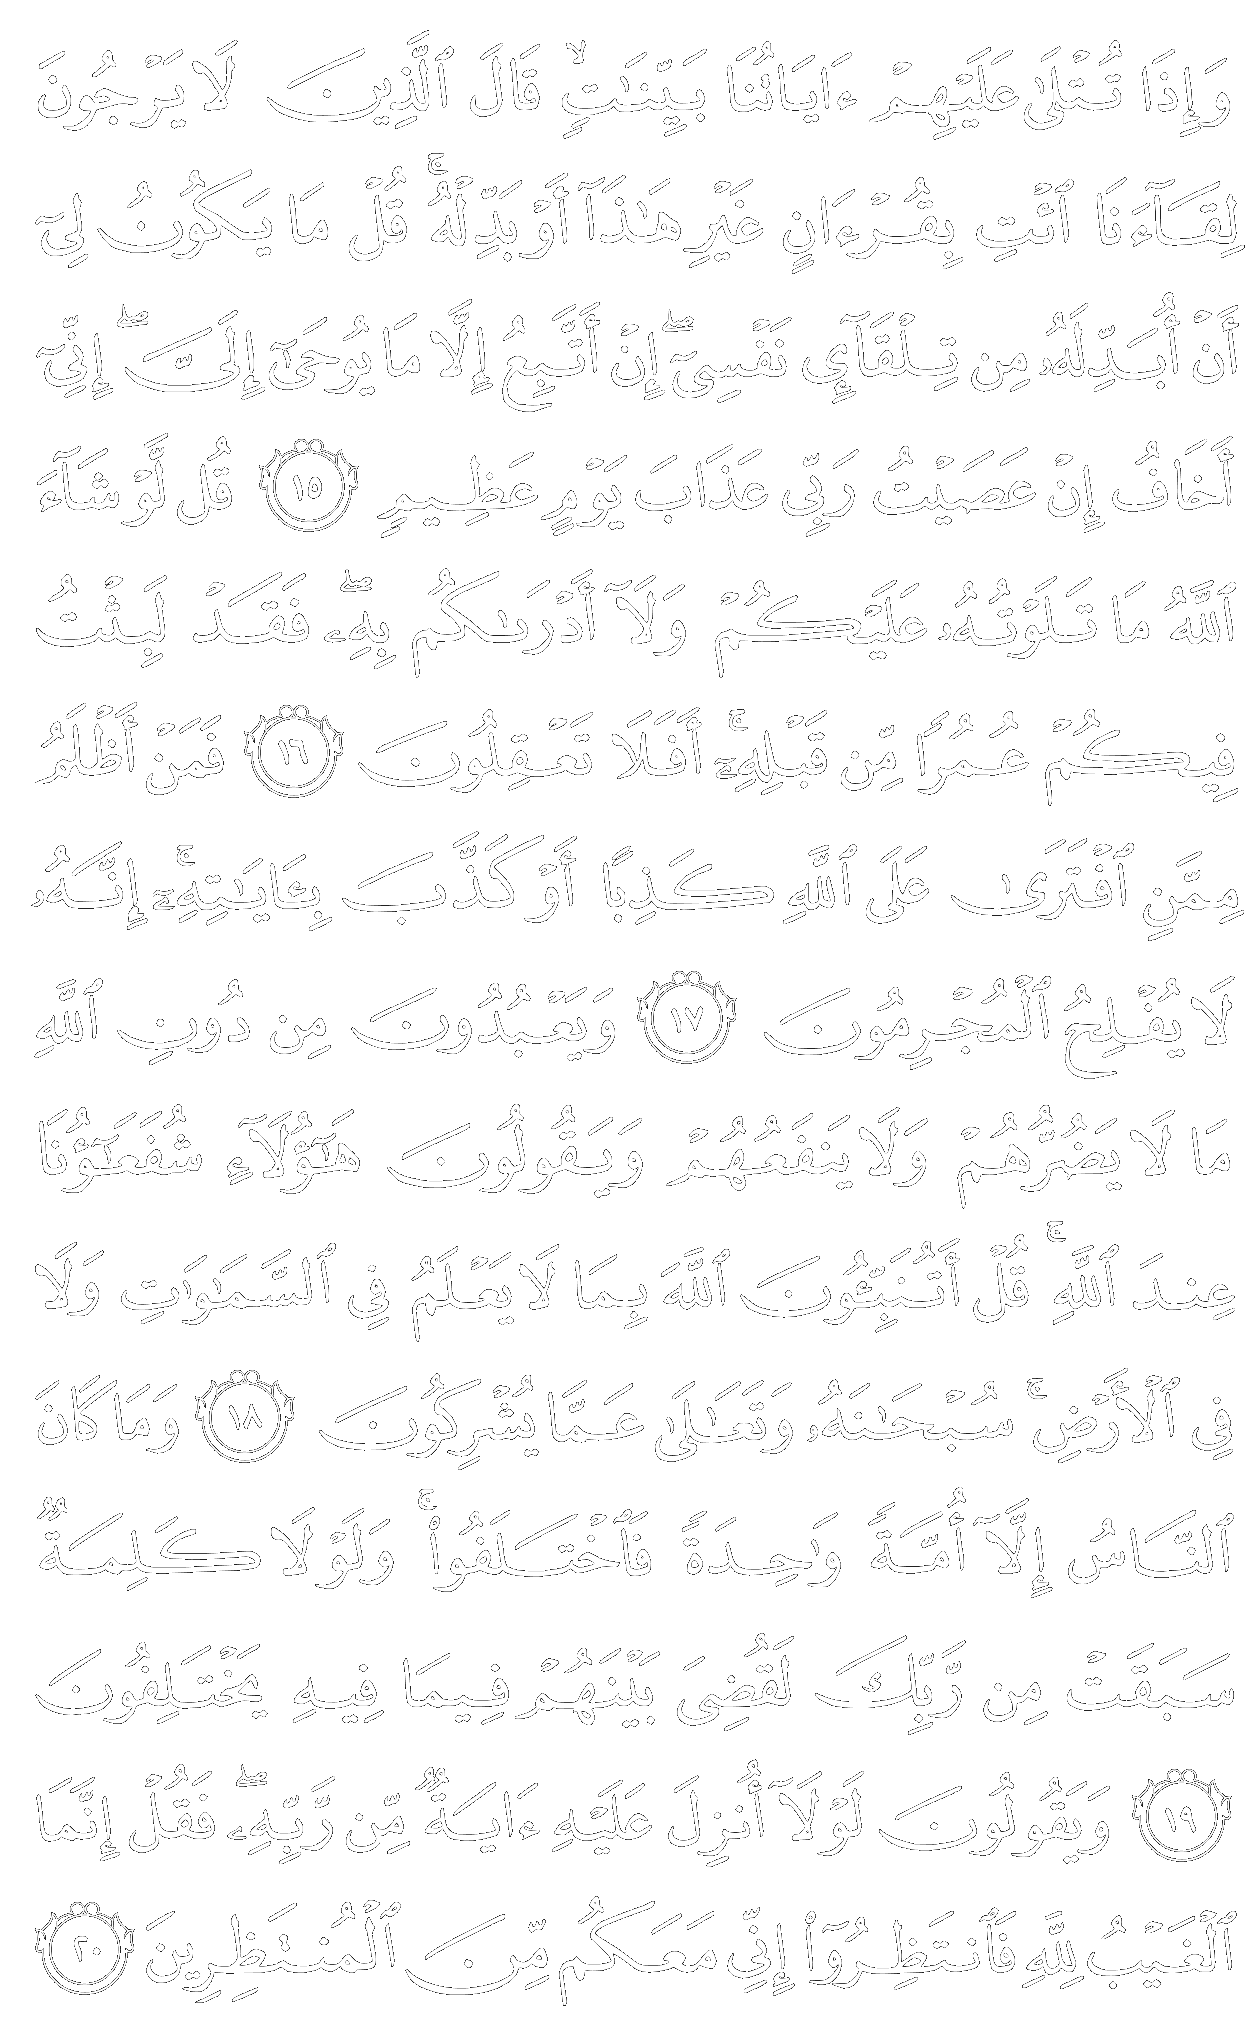 وَإِذَا تُتْلَىٰ عَلَيْهِمْ ءَايَاتُنَا بَيِّنَـٰتٍ ۙ قَالَ ٱلَّذِينَ لَا يَرْجُونَ
لِقَآءَنَا ٱئْتِ بِقُرْءَانٍ غَيْرِ هَـٰذَآ أَوْ بَدِّلْهُ ۚ قُلْ مَا يَكُونُ لِىٓ
أَنْ أُبَدِّلَهُۥ مِن تِلْقَآئِ نَفْسِىٓ ۖ إِنْ أَتَّبِعُ إِلَّا مَا يُوحَىٰٓ إِلَىَّ ۖ إِنِّىٓ
أَخَافُ إِنْ عَصَيْتُ رَبِّى عَذَابَ يَوْمٍ عَظِيمٍ ١٥ قُل لَّوْ شَآءَ
ٱللَّهُ مَا تَلَوْتُهُۥ عَلَيْكُمْ وَلَآ أَدْرَىٰكُم بِهِۦ ۖ فَقَدْ لَبِثْتُ
فِيكُمْ عُمُرًا مِّن قَبْلِهِۦٓ ۚ أَفَلَا تَعْقِلُونَ ١٦ فَمَنْ أَظْلَمُ
مِمَّنِ ٱفْتَرَىٰ عَلَى ٱللَّهِ كَذِبًا أَوْ كَذَّبَ بِـَٔايَـٰتِهِۦٓ ۚ إِنَّهُۥ
لَا يُفْلِحُ ٱلْمُجْرِمُونَ ١٧ وَيَعْبُدُونَ مِن دُونِ ٱللَّهِ
مَا لَا يَضُرُّهُمْ وَلَا يَنفَعُهُمْ وَيَقُولُونَ هَـٰٓؤُلَآءِ شُفَعَـٰٓؤُنَا
عِندَ ٱللَّهِ ۚ قُلْ أَتُنَبِّـُٔونَ ٱللَّهَ بِمَا لَا يَعْلَمُ فِى ٱلسَّمَـٰوَٰتِ وَلَا
فِى ٱلْأَرْضِ ۚ سُبْحَـٰنَهُۥ وَتَعَـٰلَىٰ عَمَّا يُشْرِكُونَ ١٨ وَمَا كَانَ
ٱلنَّاسُ إِلَّآ أُمَّةً وَٰحِدَةً فَٱخْتَلَفُوا۟ ۚ وَلَوْلَا كَلِمَةٌ
سَبَقَتْ مِن رَّبِّكَ لَقُضِىَ بَيْنَهُمْ فِيمَا فِيهِ يَخْتَلِفُونَ
١٩ وَيَقُولُونَ لَوْلَآ أُنزِلَ عَلَيْهِ ءَايَةٌ مِّن رَّبِّهِۦ ۖ فَقُلْ إِنَّمَا
ٱلْغَيْبُ لِلَّهِ فَٱنتَظِرُوٓا۟ إِنِّى مَعَكُم مِّنَ ٱلْمُنتَظِرِينَ ٢٠